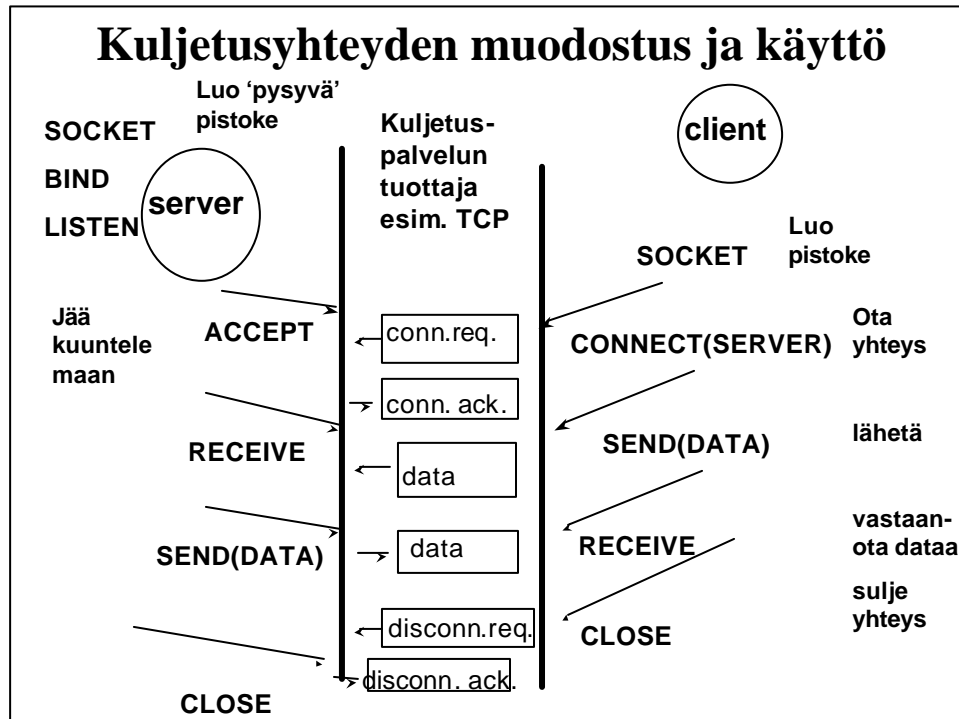 Kuljetusyhteyden muodostus ja käyttö
Luo ‘pysyvä’
pistoke
SOCKET
BIND
LISTEN
server
Kuljetus-
palvelun
tuottaja
esim. TCP
client
SOCKET
Luo
pistoke
Jää
kuuntele
maan
ACCEPT
conn.req.
CONNECT(SERVER)
Ota
yhteys
conn. ack.
RECEIVE
data
SEND(DATA)
lähetä
SEND(DATA)
data
RECEIVE
vastaan-
ota dataa
disconn.req.
CLOSE
sulje
yhteys
disconn. ack.
CLOSE